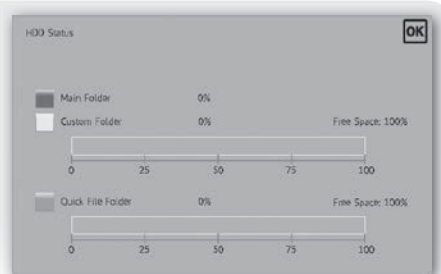 HDD Status
OK
Main Folder 0%
Custom Folder 0% Free Space: 100%
0 25 50 75 100
Quick File Folder 0% Free Space: 100%
0 25 50 75 100